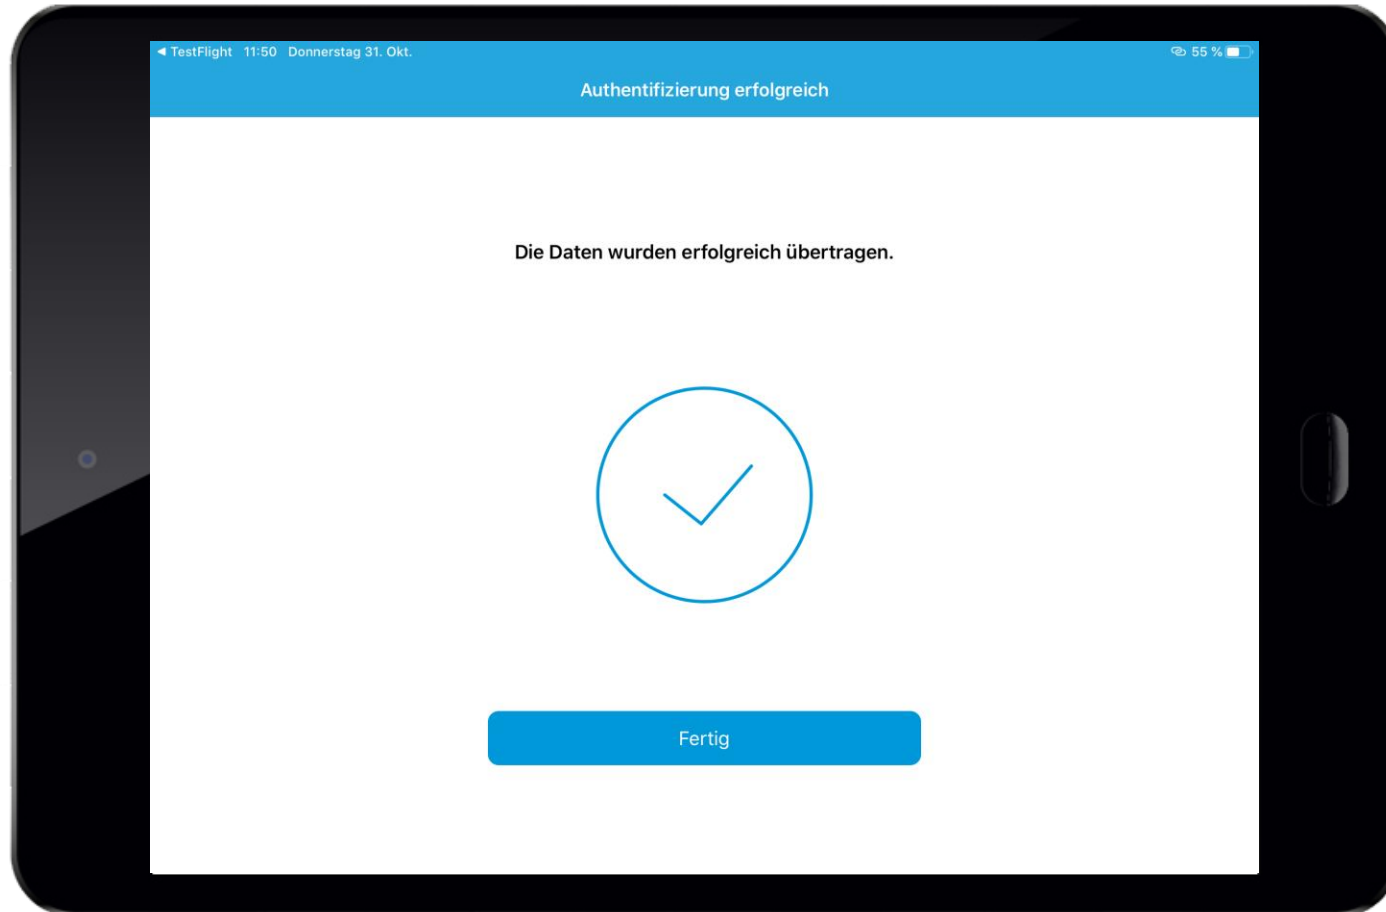 ◀ TestFlight 11:50 Donnerstag 31. Okt. 55 %
Authentifizierung erfolgreich
Die Daten wurden erfolgreich übertragen.
Fertig